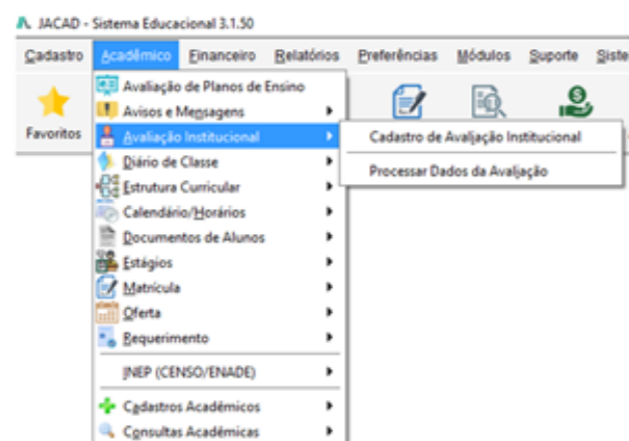 JACAD - Sistema Educacional 3.1.50
Cadastro Acadêmico Financeiro Relatórios Preferências Módulos Suporte Siste
Favoritos
Avaliação de Planos de Ensino
Avisos e Mensagens
Avaliação Institucional
Cadastro de Avaliação Institucional
Processar Dados da Avaliação
Diário de Classe
Estrutura Curricular
Calendário/Horários
Documentos de Alunos
Estágios
Matrícula
Oferta
Requerimento
INEP (CENSO/ENADE)
Cadastros Acadêmicos
Consultas Acadêmicas